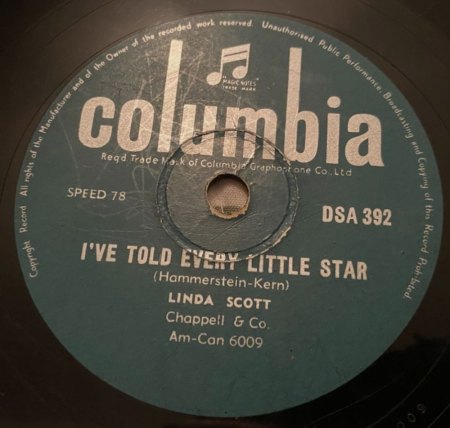 Copyright Record All rights of the Manufacturer and of the Owner of the recorded work reserved. Unauthorised Public Performance, Broadcasting and Copying of this Record Prohibited.
MAGIC NOTES
TRADE MARK
columbia
Regd Trade Mark of Columbia Graphophone Co., Ltd
SPEED 78
DSA 392
I'VE TOLD EVERY LITTLE STAR
(Hammerstein-Kern)
LINDA SCOTT
Chappell & Co.
Am-Can 6009